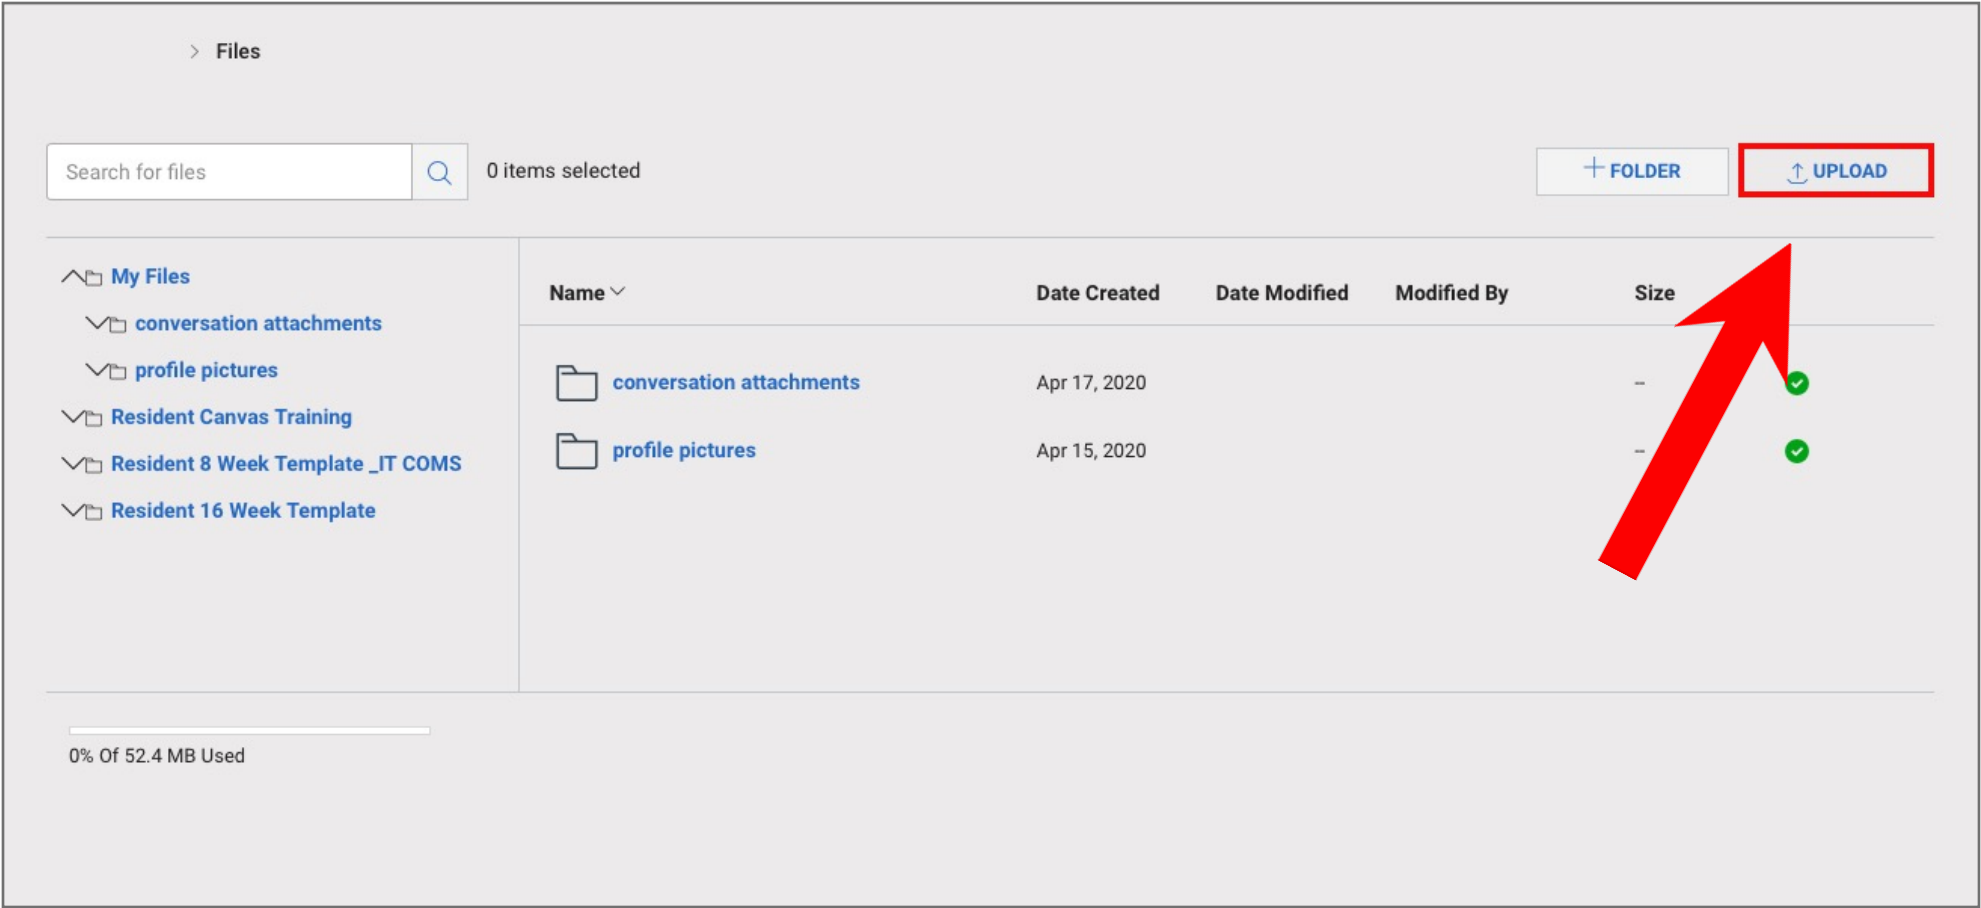 > Files
Search for files
0 items selected
+ FOLDER
UPLOAD
My Files
conversation attachments
profile pictures
Resident Canvas Training
Resident 8 Week Template _IT COMS
Resident 16 Week Template
Name Date Created Date Modified Modified By Size
conversation attachments Apr 17, 2020 --
profile pictures Apr 15, 2020 --
0% Of 52.4 MB Used